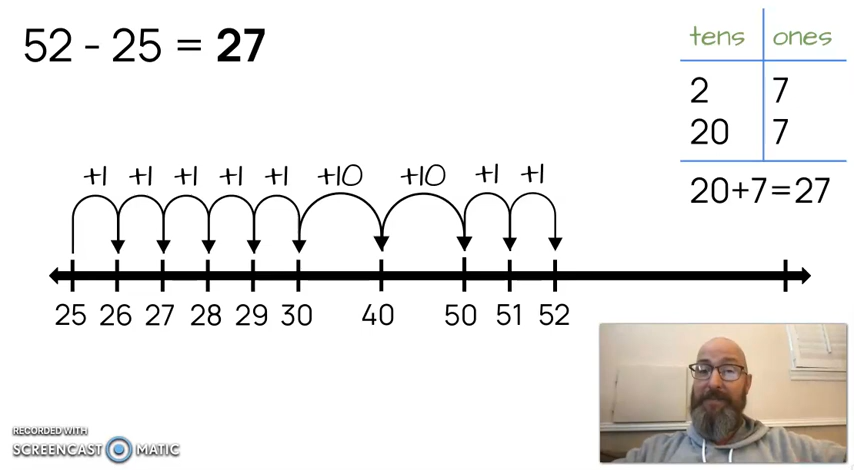 52 - 25 = 27
tens ones
2 7
20 7
20+7=27
+1 +1 +1 +1 +1 +10 +10 +1 +1
25 26 27 28 29 30 40 50 51 52
RECORDED WITH
SCREENCAST MATIC